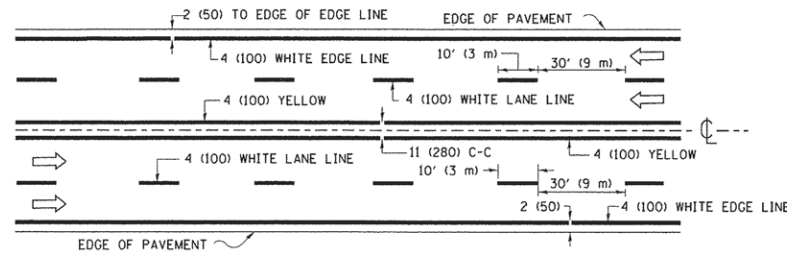 2 (50) TO EDGE OF EDGE LINE
EDGE OF PAVEMENT
4 (100) WHITE EDGE LINE
10' (3 m)
30' (9 m)
4 (100) YELLOW
4 (100) WHITE LANE LINE
CL
4 (100) WHITE LANE LINE
11 (280) C-C
4 (100) YELLOW
10' (3 m)
30' (9 m)
2 (50)
4 (100) WHITE EDGE LINE
EDGE OF PAVEMENT